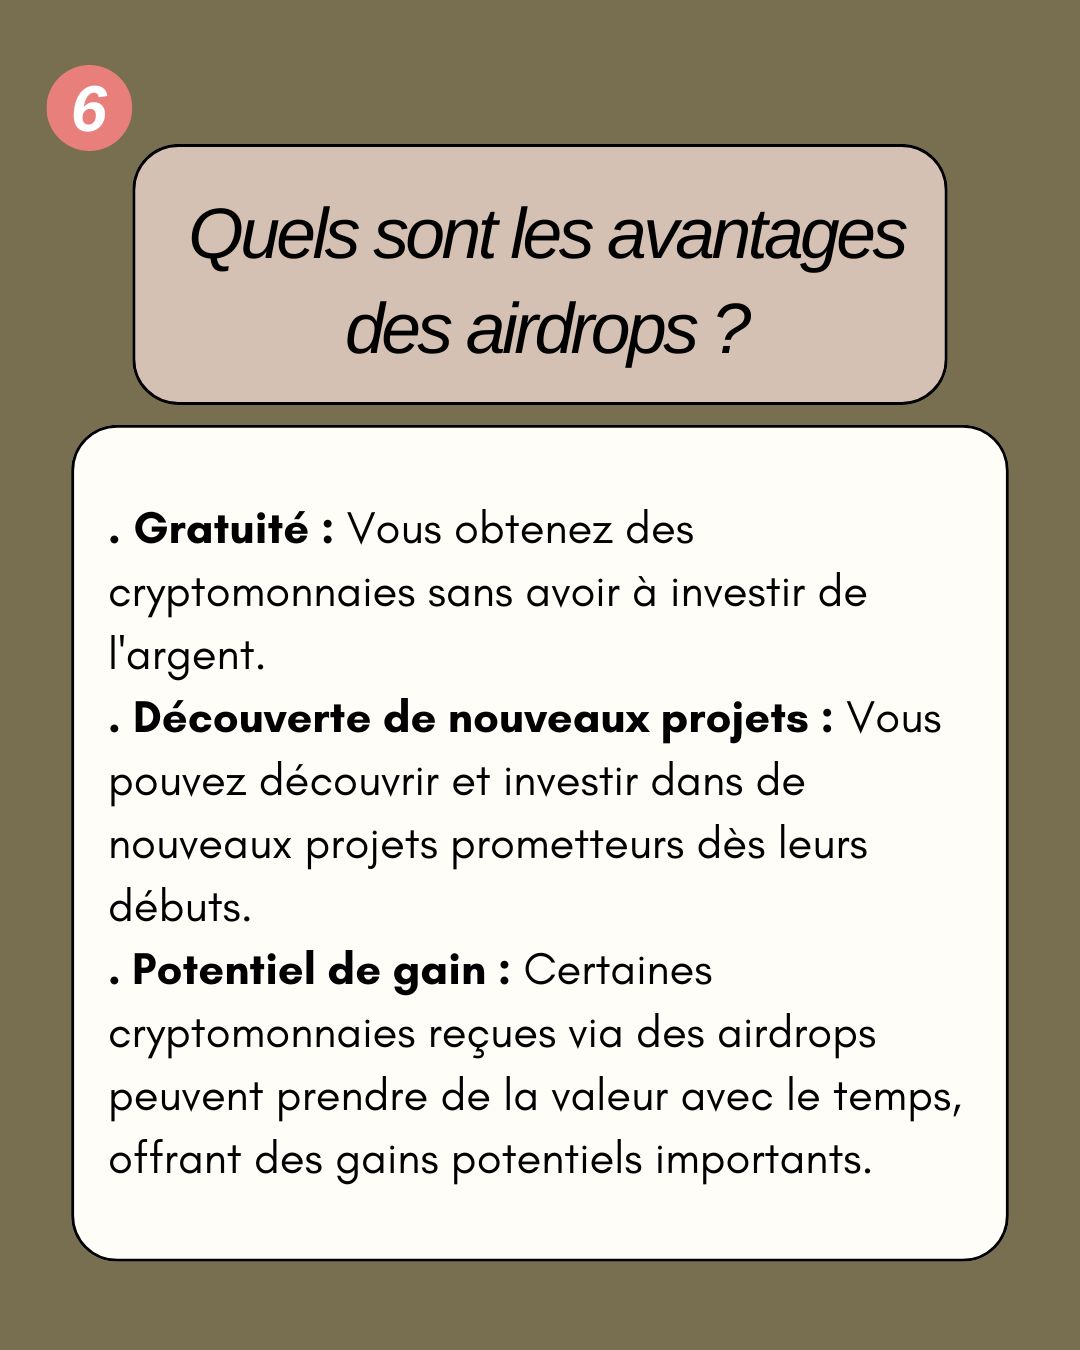 6
Quels sont les avantages
des airdrops ?
. Gratuité : Vous obtenez des
cryptomonnaies sans avoir à investir de
l'argent.
. Découverte de nouveaux projets : Vous
pouvez découvrir et investir dans de
nouveaux projets prometteurs dès leurs
débuts.
. Potentiel de gain : Certaines
cryptomonnaies reçues via des airdrops
peuvent prendre de la valeur avec le temps,
offrant des gains potentiels importants.